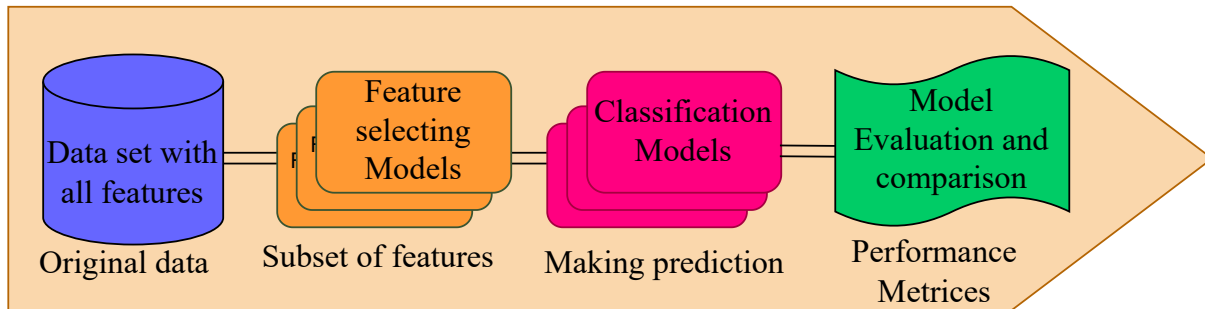 Data set with
all features
Original data
F
F
Feature
selecting
Models
Subset of features
Classification
Models
Making prediction
Model
Evaluation and
comparison
Performance
Metrices